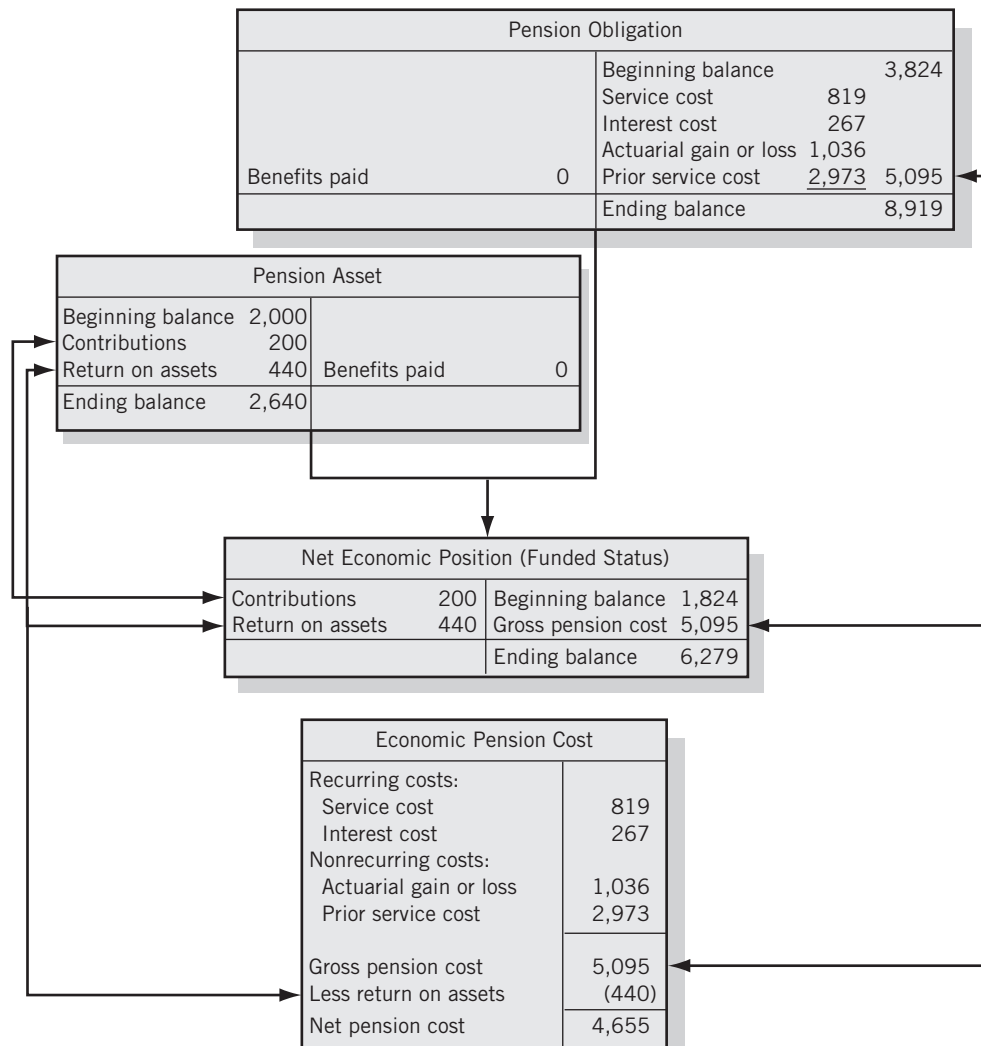 Pension Obligation
Beginning balance 3,824
Service cost 819
Interest cost 267
Actuarial gain or loss 1,036
Benefits paid 0 Prior service cost 2,973 5,095
Ending balance 8,919
Pension Asset
Beginning balance 2,000
Contributions 200
Return on assets 440 Benefits paid 0
Ending balance 2,640
Net Economic Position (Funded Status)
Contributions 200 Beginning balance 1,824
Return on assets 440 Gross pension cost 5,095
Ending balance 6,279
Economic Pension Cost
Recurring costs:
Service cost 819
Interest cost 267
Nonrecurring costs:
Actuarial gain or loss 1,036
Prior service cost 2,973
Gross pension cost 5,095
Less return on assets (440)
Net pension cost 4,655